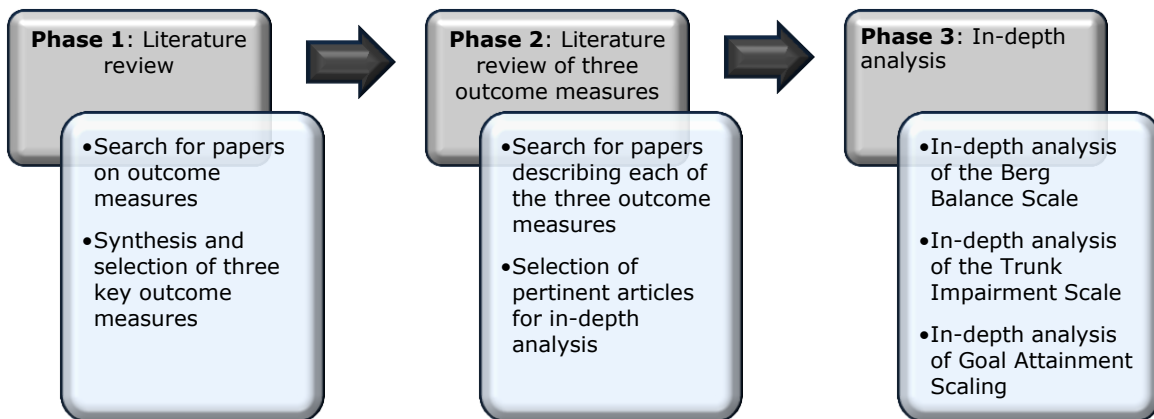 Phase 1: Literature
review
•Search for papers
on outcome
measures
•Synthesis and
selection of three
key outcome
measures
Phase 2: Literature
review of three
outcome measures
•Search for papers
describing each of
the three outcome
measures
•Selection of
pertinent articles
for in-depth
analysis
Phase 3: In-depth
analysis
•In-depth analysis
of the Berg
Balance Scale
•In-depth analysis
of the Trunk
Impairment Scale
•In-depth analysis
of Goal Attainment
Scaling